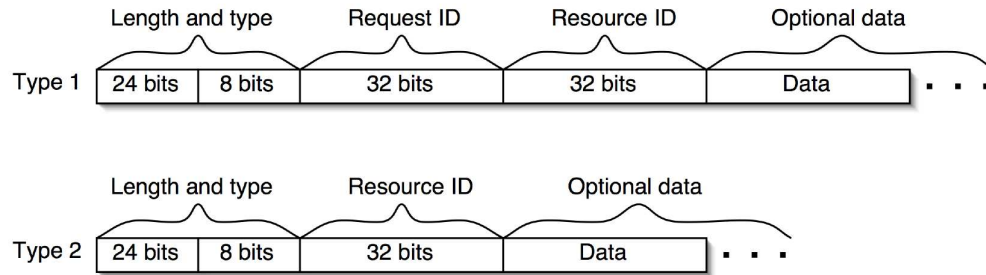 Length and type Request ID Resource ID Optional data
Type 1 24 bits 8 bits 32 bits 32 bits Data . . .
Length and type Resource ID Optional data
Type 2 24 bits 8 bits 32 bits Data . . .